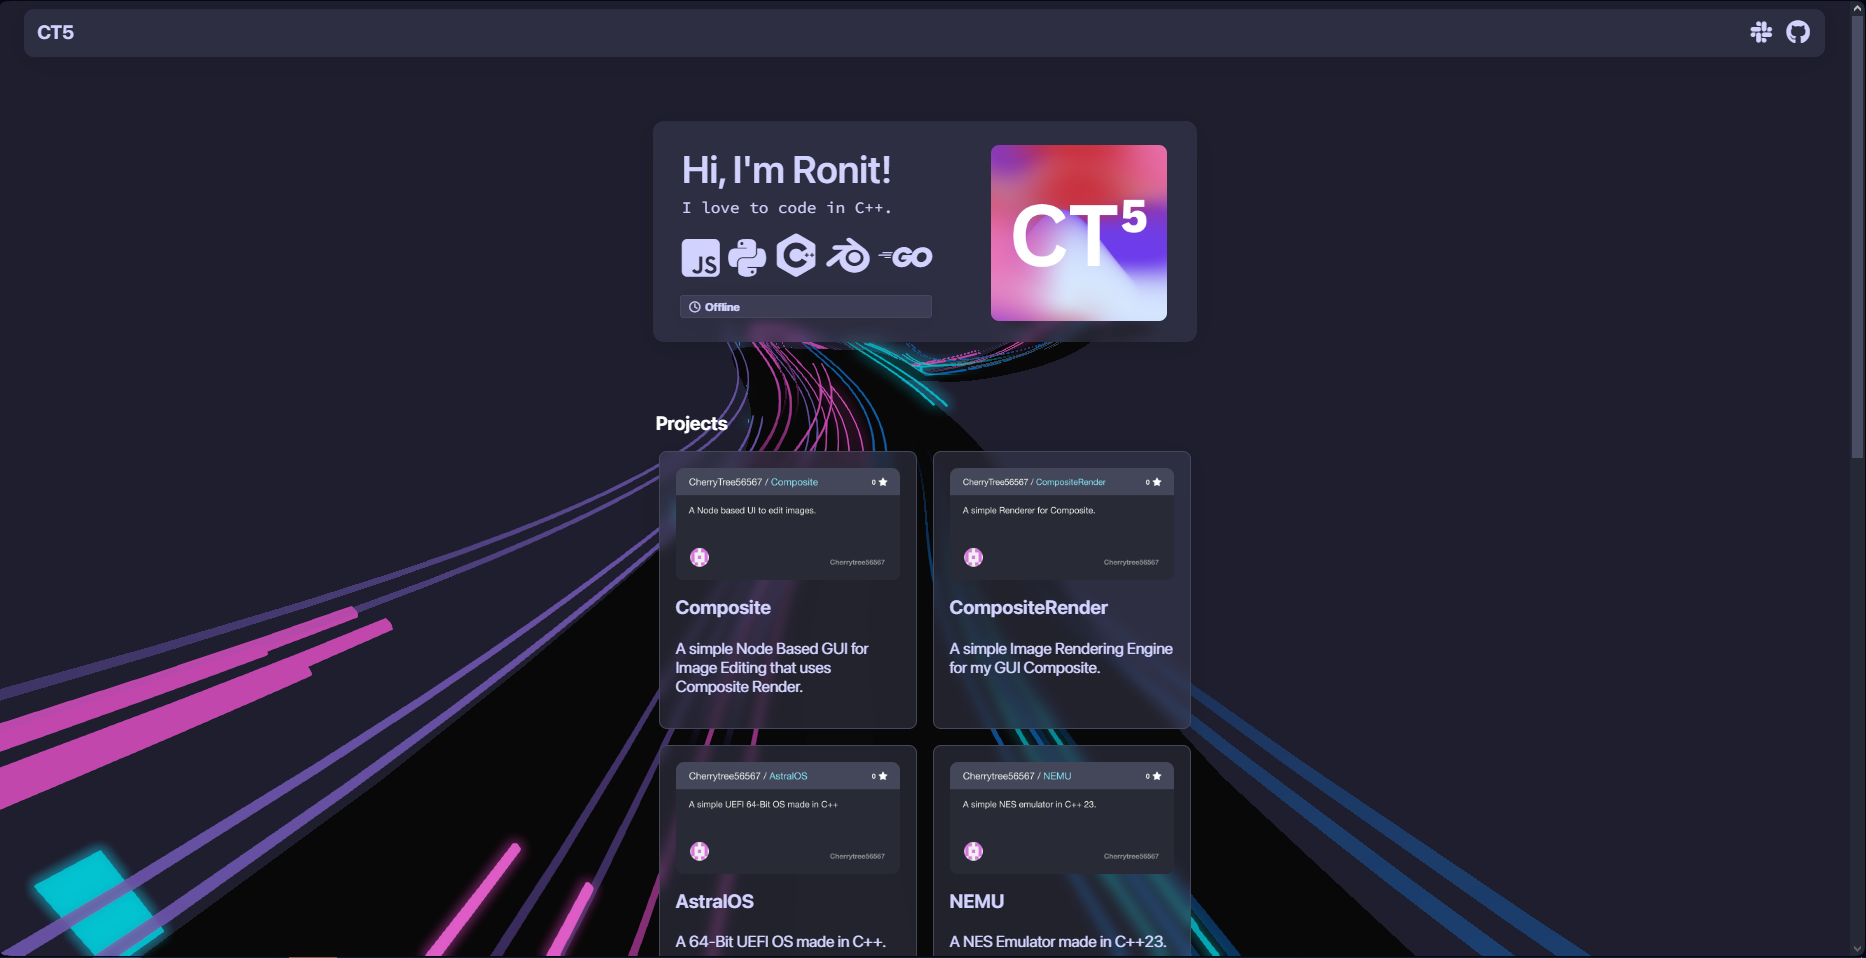 CT5
Hi, I'm Ronit!
I love to code in C++.
JS
C++
GO
Offline
CT5
Projects
CherryTree56567 / Composite
0
A Node based UI to edit images.
Cherrytree56567
Composite
A simple Node Based GUI for
Image Editing that uses
Composite Render.
CherryTree56567 / CompositeRender
0
A simple Renderer for Composite.
Cherrytree56567
CompositeRender
A simple Image Rendering Engine
for my GUI Composite.
Cherrytree56567 / AstralOS
0
A simple UEFI 64-Bit OS made in C++
Cherrytree56567
AstralOS
A 64-Bit UEFI OS made in C++.
Cherrytree56567 / NEMU
0
A simple NES emulator in C++ 23.
Cherrytree56567
NEMU
A NES Emulator made in C++23.